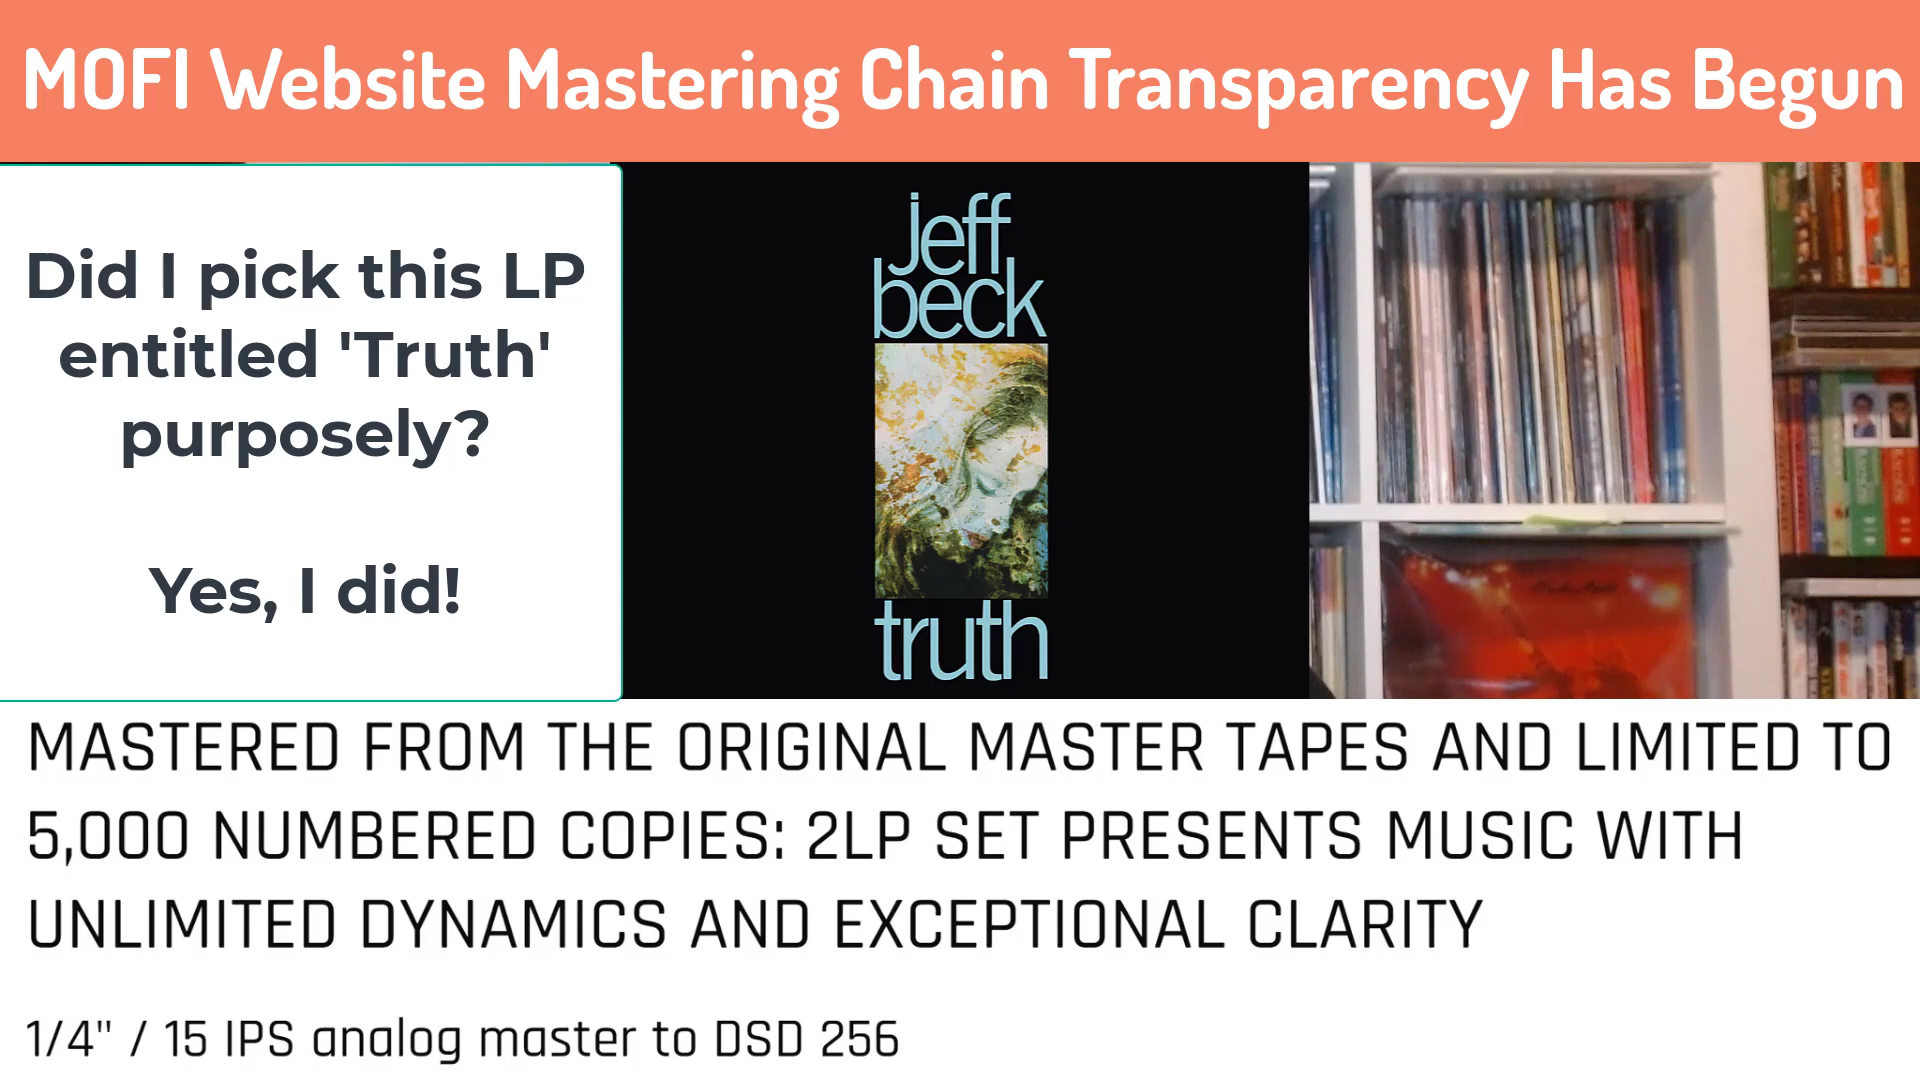 MOFI Website Mastering Chain Transparency Has Begun
Did I pick this LP
entitled 'Truth'
purposely?
Yes, I did!
jeff
beck
truth
MASTERED FROM THE ORIGINAL MASTER TAPES AND LIMITED TO
5,000 NUMBERED COPIES: 2LP SET PRESENTS MUSIC WITH
UNLIMITED DYNAMICS AND EXCEPTIONAL CLARITY
1/4" / 15 IPS analog master to DSD 256